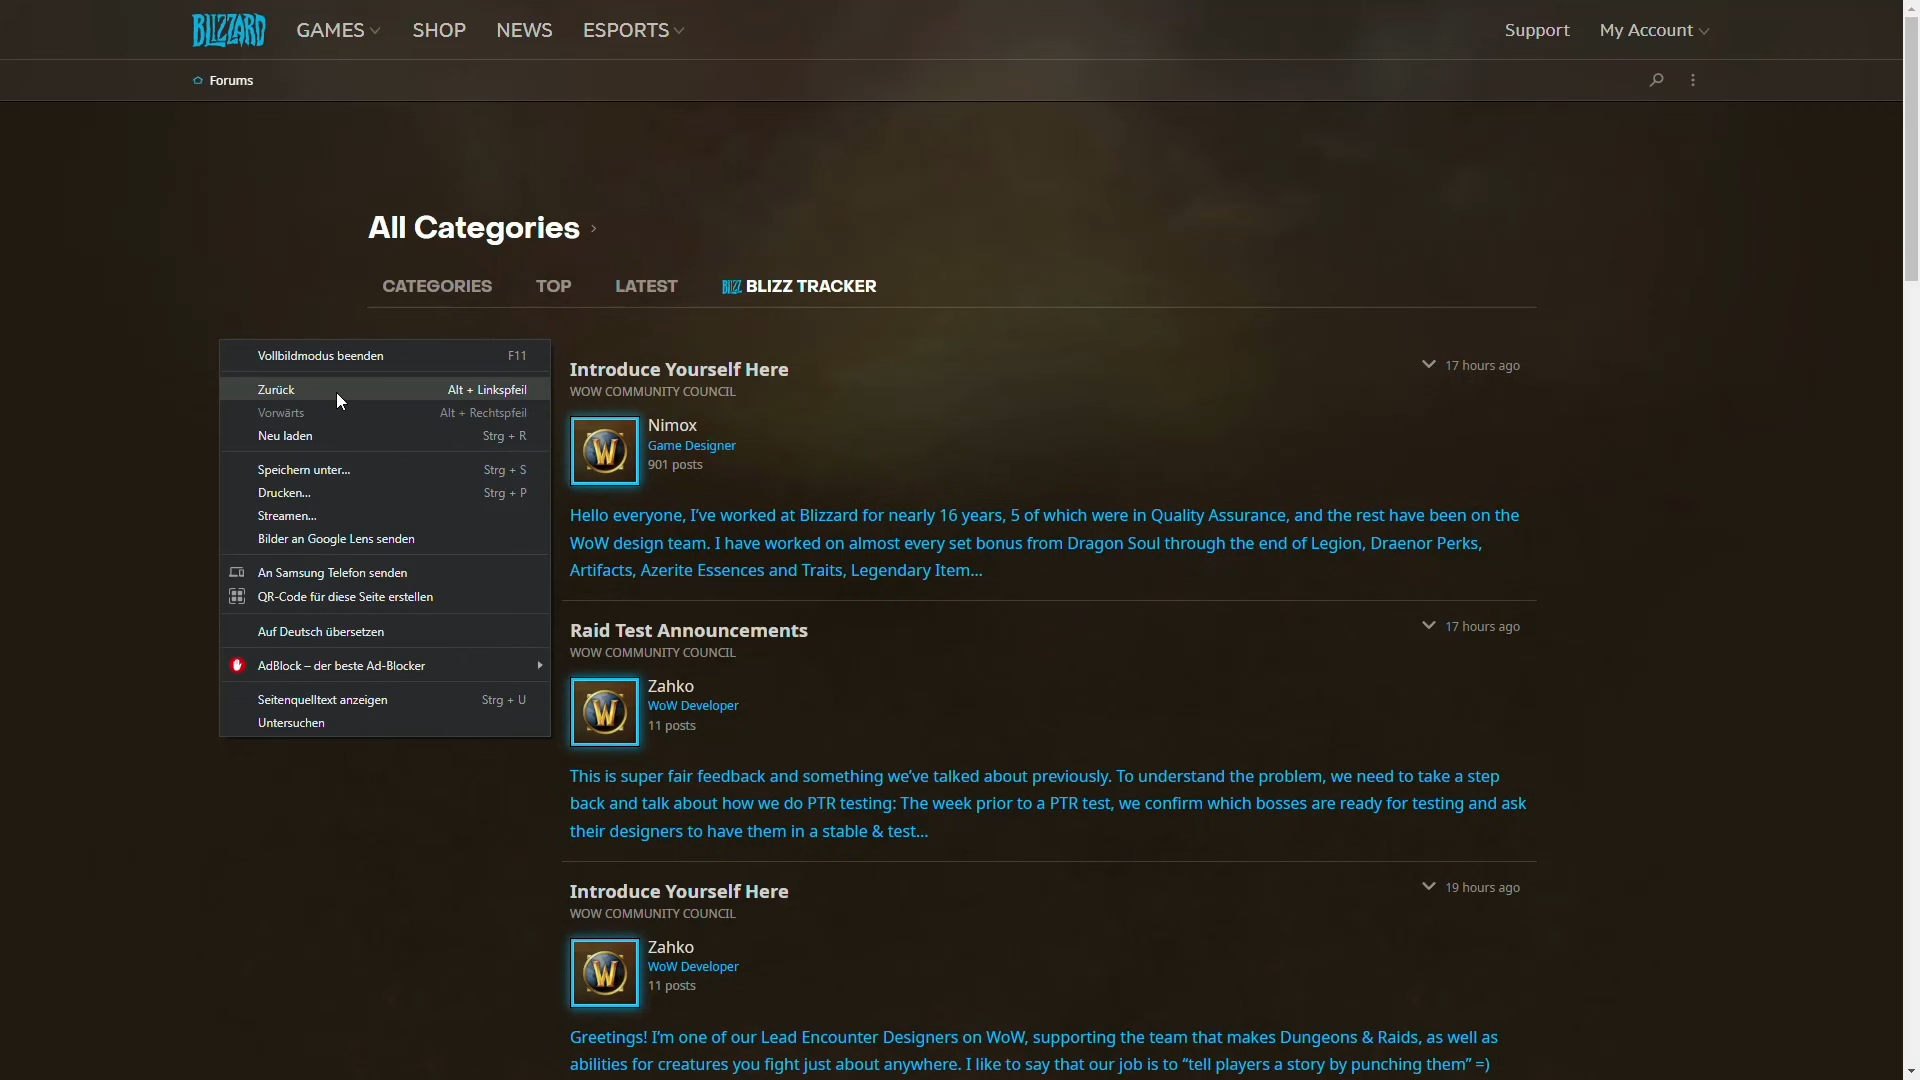 BLIZZARD GAMES SHOP NEWS ESPORTS Support My Account
Forums
All Categories
CATEGORIES TOP LATEST BLIZZ BLIZZ TRACKER
Vollbildmodus beenden F11
Zurück Alt + Linkspfeil
Vorwärts Alt + Rechtspfeil
Neu laden Strg + R
Speichern unter... Strg + S
Drucken... Strg + P
Streamen...
Bilder an Google Lens senden
An Samsung Telefon senden
QR-Code für diese Seite erstellen
Auf Deutsch übersetzen
AdBlock – der beste Ad-Blocker
Seitenquelltext anzeigen Strg + U
Untersuchen
Introduce Yourself Here 17 hours ago
WOW COMMUNITY COUNCIL
W
Nimox
Game Designer
901 posts
Hello everyone, I've worked at Blizzard for nearly 16 years, 5 of which were in Quality Assurance, and the rest have been on the
WoW design team. I have worked on almost every set bonus from Dragon Soul through the end of Legion, Draenor Perks,
Artifacts, Azerite Essences and Traits, Legendary Item...
Raid Test Announcements 17 hours ago
WOW COMMUNITY COUNCIL
W
Zahko
WoW Developer
11 posts
This is super fair feedback and something we've talked about previously. To understand the problem, we need to take a step
back and talk about how we do PTR testing: The week prior to a PTR test, we confirm which bosses are ready for testing and ask
their designers to have them in a stable & test...
Introduce Yourself Here 19 hours ago
WOW COMMUNITY COUNCIL
W
Zahko
WoW Developer
11 posts
Greetings! I'm one of our Lead Encounter Designers on WoW, supporting the team that makes Dungeons & Raids, as well as
abilities for creatures you fight just about anywhere. I like to say that our job is to “tell players a story by punching them” =)